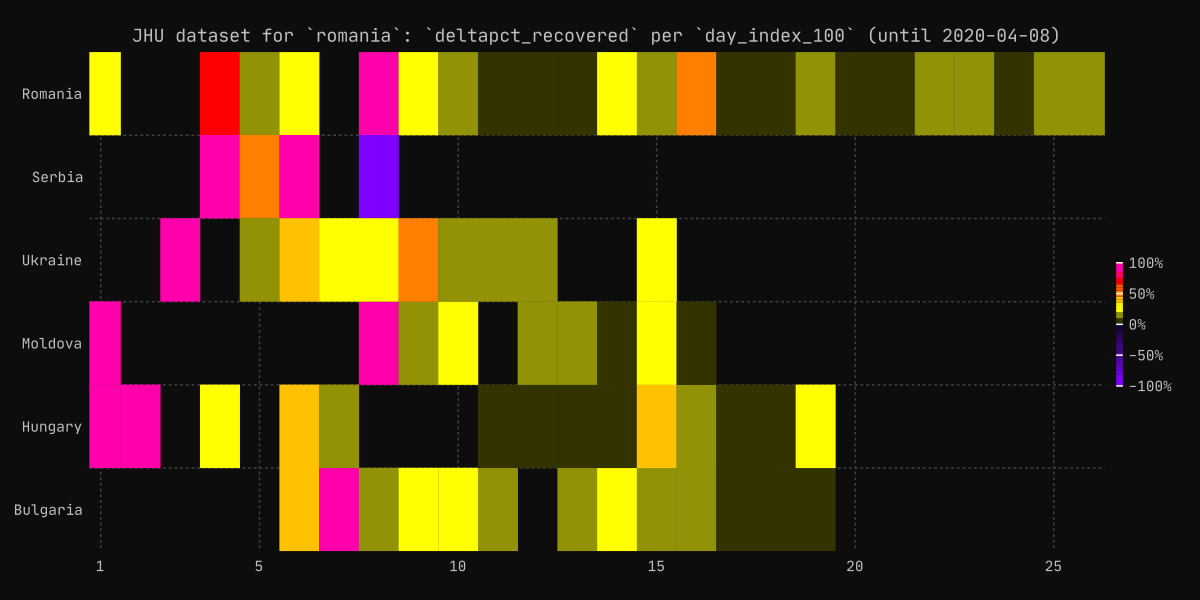 JHU dataset for `romania`: `deltapct_recovered` per `day_index_100` (until 2020-04-08)
Romania
Serbia
Ukraine
Moldova
Hungary
Bulgaria
1 5 10 15 20 25
100%
50%
0%
-50%
-100%